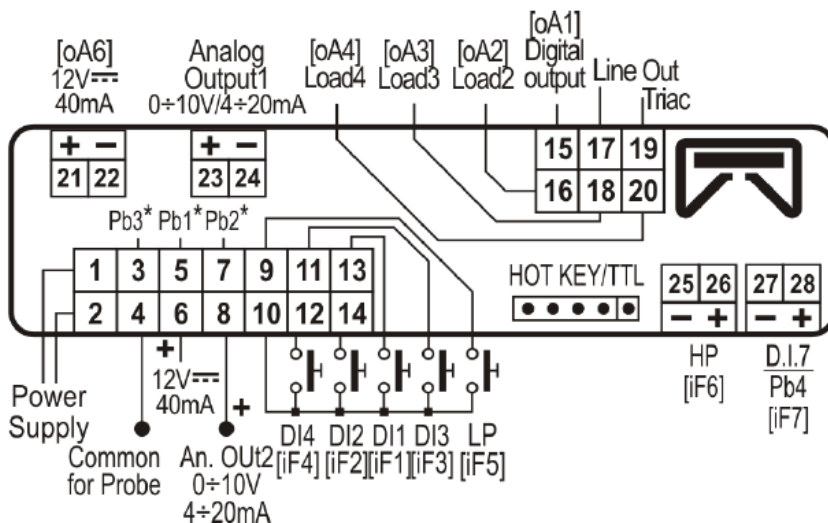 [oA6]
12V⎓
40mA
Analog
Output1
0÷10V/4÷20mA
[oA4]
Load4
[oA3]
Load3
[oA2]
Load2
[oA1]
Digital
output
Line
Out
Triac
+ −
21 22
+ −
23 24
15 17 19
16 18 20
Pb3* Pb1* Pb2*
1 3 5 7 9 11 13
2 4 6 8 10 12 14
HOT KEY/TTL
25 26
− +
27 28
− +
HP
[iF6]
D.I.7
Pb4
[iF7]
Power
Supply
+
12V⎓
40mA
+
Common
for Probe
An. OUt2
0÷10V
4÷20mA
DI4 DI2 DI1 DI3 LP
[iF4] [iF2] [iF1] [iF3] [iF5]